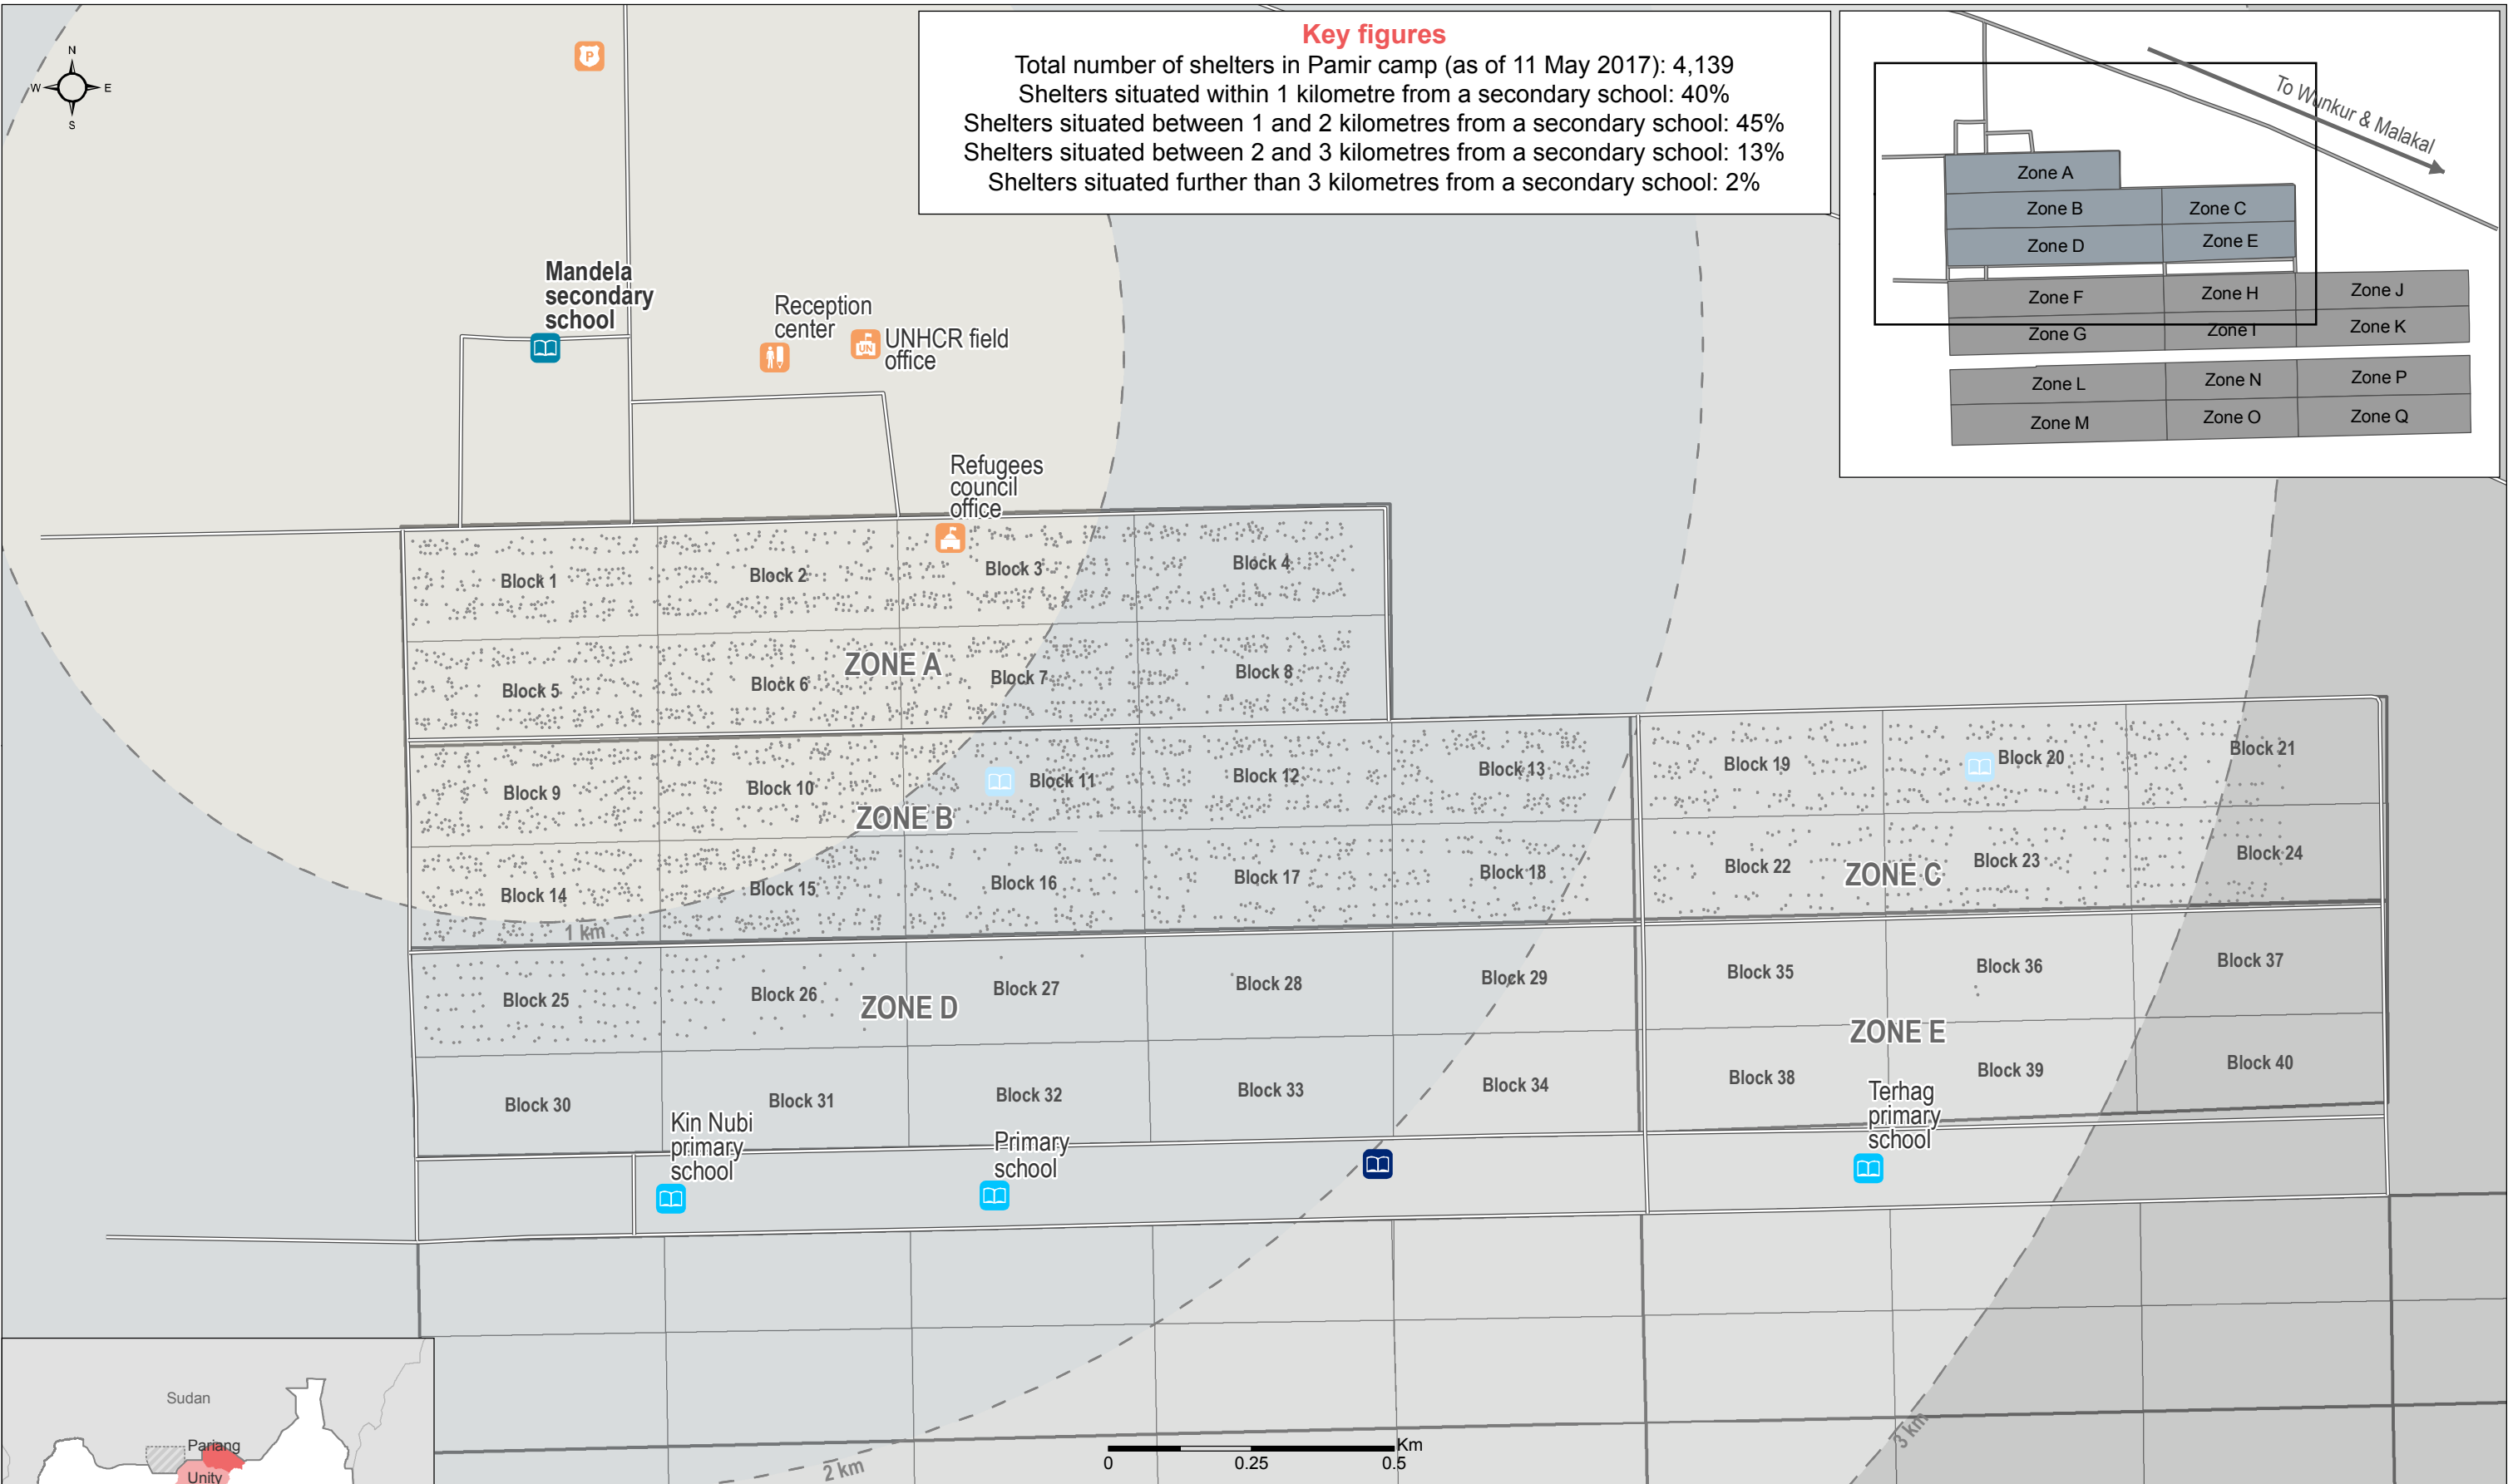 N
W
E
S
P
Key figures
Total number of shelters in Pamir camp (as of 11 May 2017): 4,139
Shelters situated within 1 kilometre from a secondary school: 40%
Shelters situated between 1 and 2 kilometres from a secondary school: 45%
Shelters situated between 2 and 3 kilometres from a secondary school: 13%
Shelters situated further than 3 kilometres from a secondary school: 2%
To Wunkur & Malakal
Zone A
Zone B
Zone C
Zone D
Zone E
Zone F
Zone H
Zone J
Zone G
Zone I
Zone K
Zone L
Zone N
Zone P
Zone M
Zone O
Zone Q
Mandela
secondary
school
Reception
center
UN
UNHCR field
office
Refugees
council
office
Block 1
Block 2
Block 3
Block 4
ZONE A
Block 5
Block 6
Block 7
Block 8
Block 9
Block 10
Block 11
Block 12
Block 13
ZONE B
Block 14
Block 15
Block 16
Block 17
Block 18
1 km
Block 19
Block 20
Block 21
Block 22
ZONE C
Block 23
Block 24
Block 25
Block 26
ZONE D
Block 27
Block 28
Block 29
Block 30
Block 31
Block 32
Block 33
Block 34
Block 35
Block 36
Block 37
ZONE E
Block 38
Block 39
Block 40
Kin Nubi
primary
school
Primary
school
Terhag
primary
school
Sudan
Pariang
Unity
2 km
Km
0
0.25
0.5
3 km